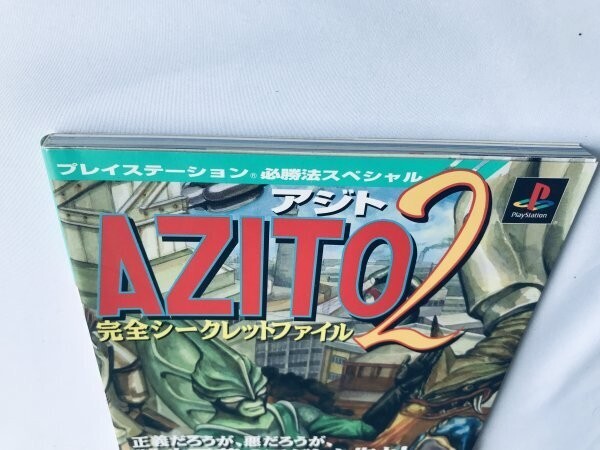 プレイステーション® 必勝法スペシャル
アジト
AZITO2
PlayStation
完全シークレットファイル
正義だろうが、悪だろうが、